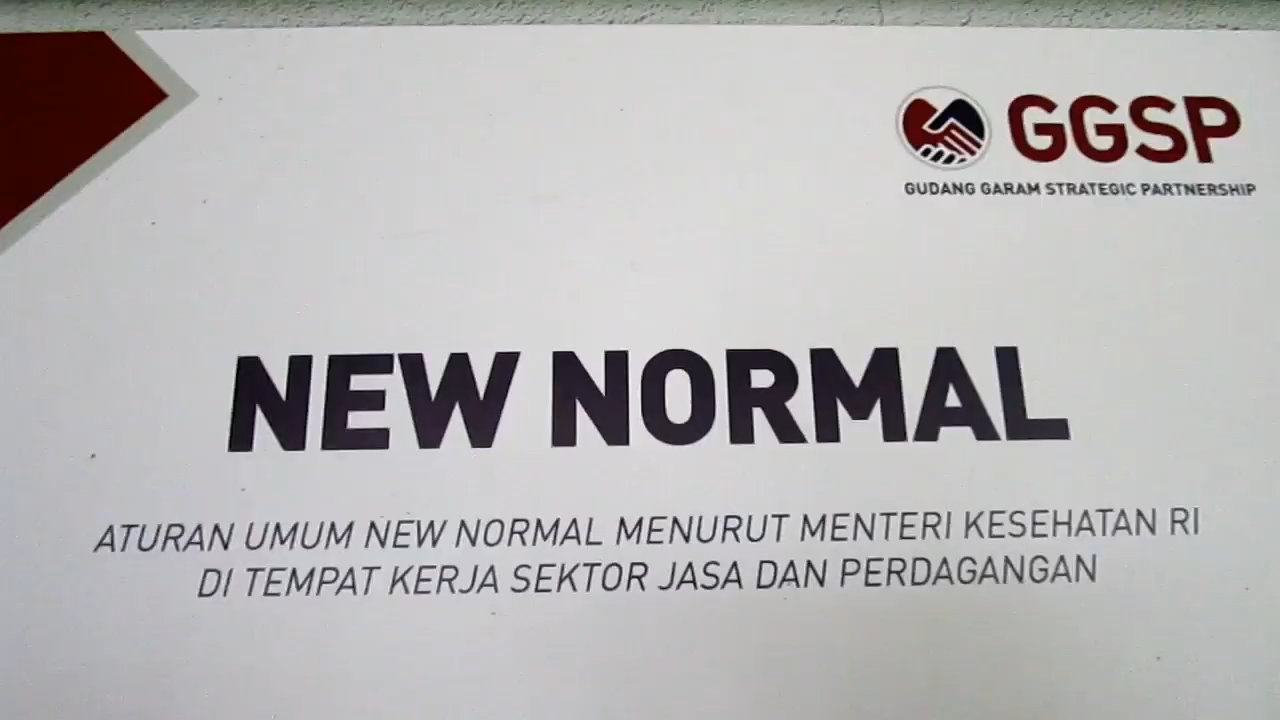 GGSP
GUDANG GARAM STRATEGIC PARTNERSHIP
NEW NORMAL
ATURAN UMUM NEW NORMAL MENURUT MENTERI KESEHATAN RI
DI TEMPAT KERJA SEKTOR JASA DAN PERDAGANGAN